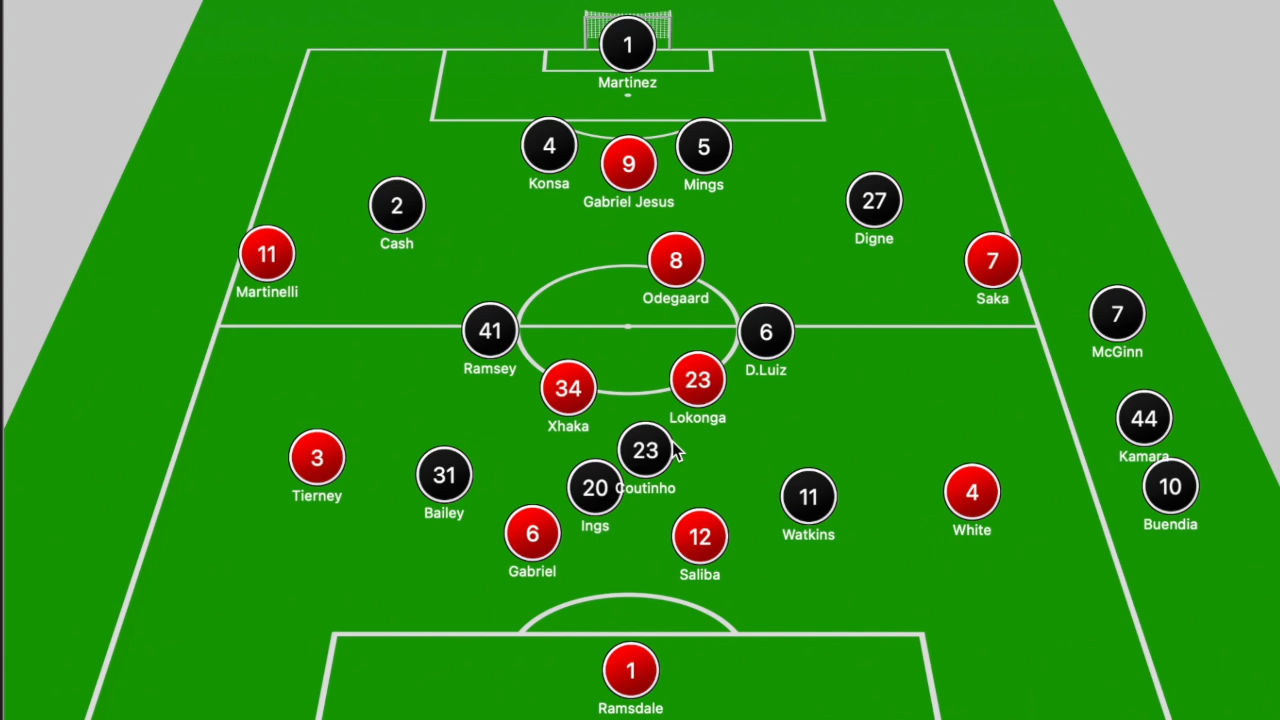 1
Martinez
4
Konsa
9
Gabriel Jesus
5
Mings
2
Cash
27
Digne
11
Martinelli
8
Odegaard
7
Saka
7
McGinn
41
Ramsey
6
D.Luiz
34
Xhaka
23
Lokonga
44
Kamara
3
Tierney
31
Bailey
23
Coutinho
20
Ings
11
Watkins
4
White
10
Buendia
6
Gabriel
12
Saliba
1
Ramsdale